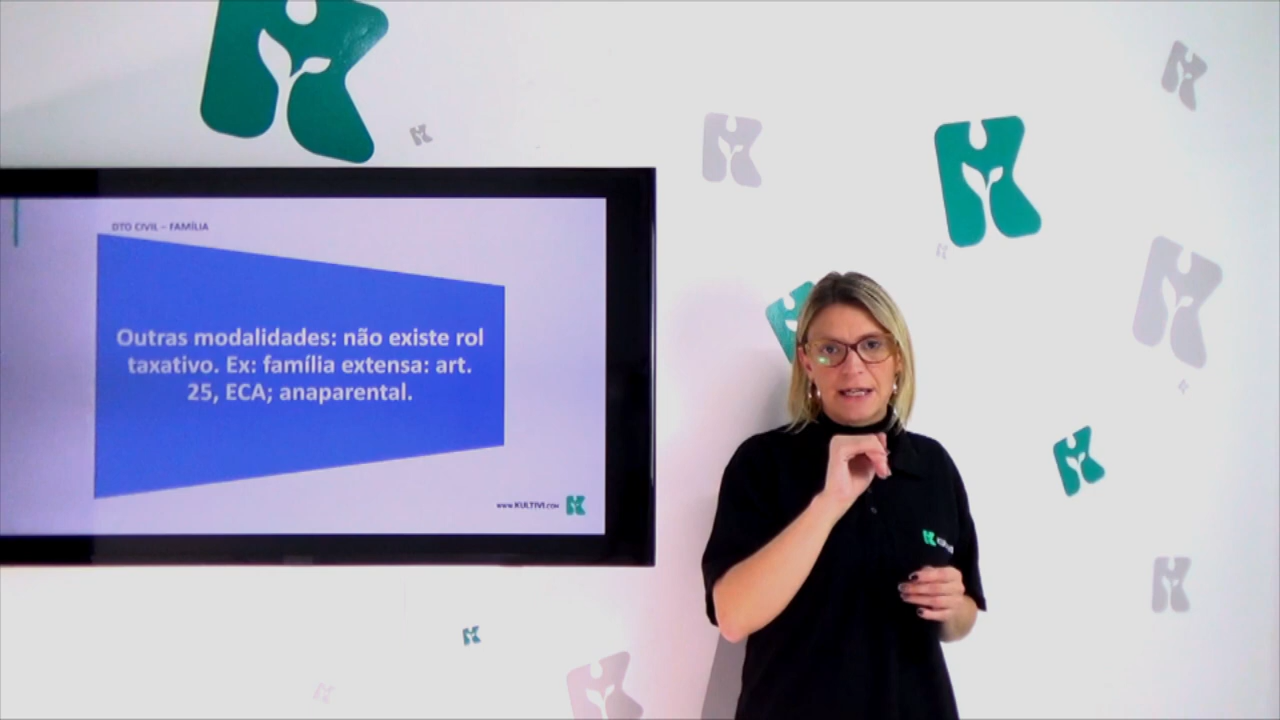 DTO CIVIL – FAMÍLIA
Outras modalidades: não existe rol
taxativo. Ex: família extensa: art.
25, ECA; anaparental.
www.KULTIVI.COM